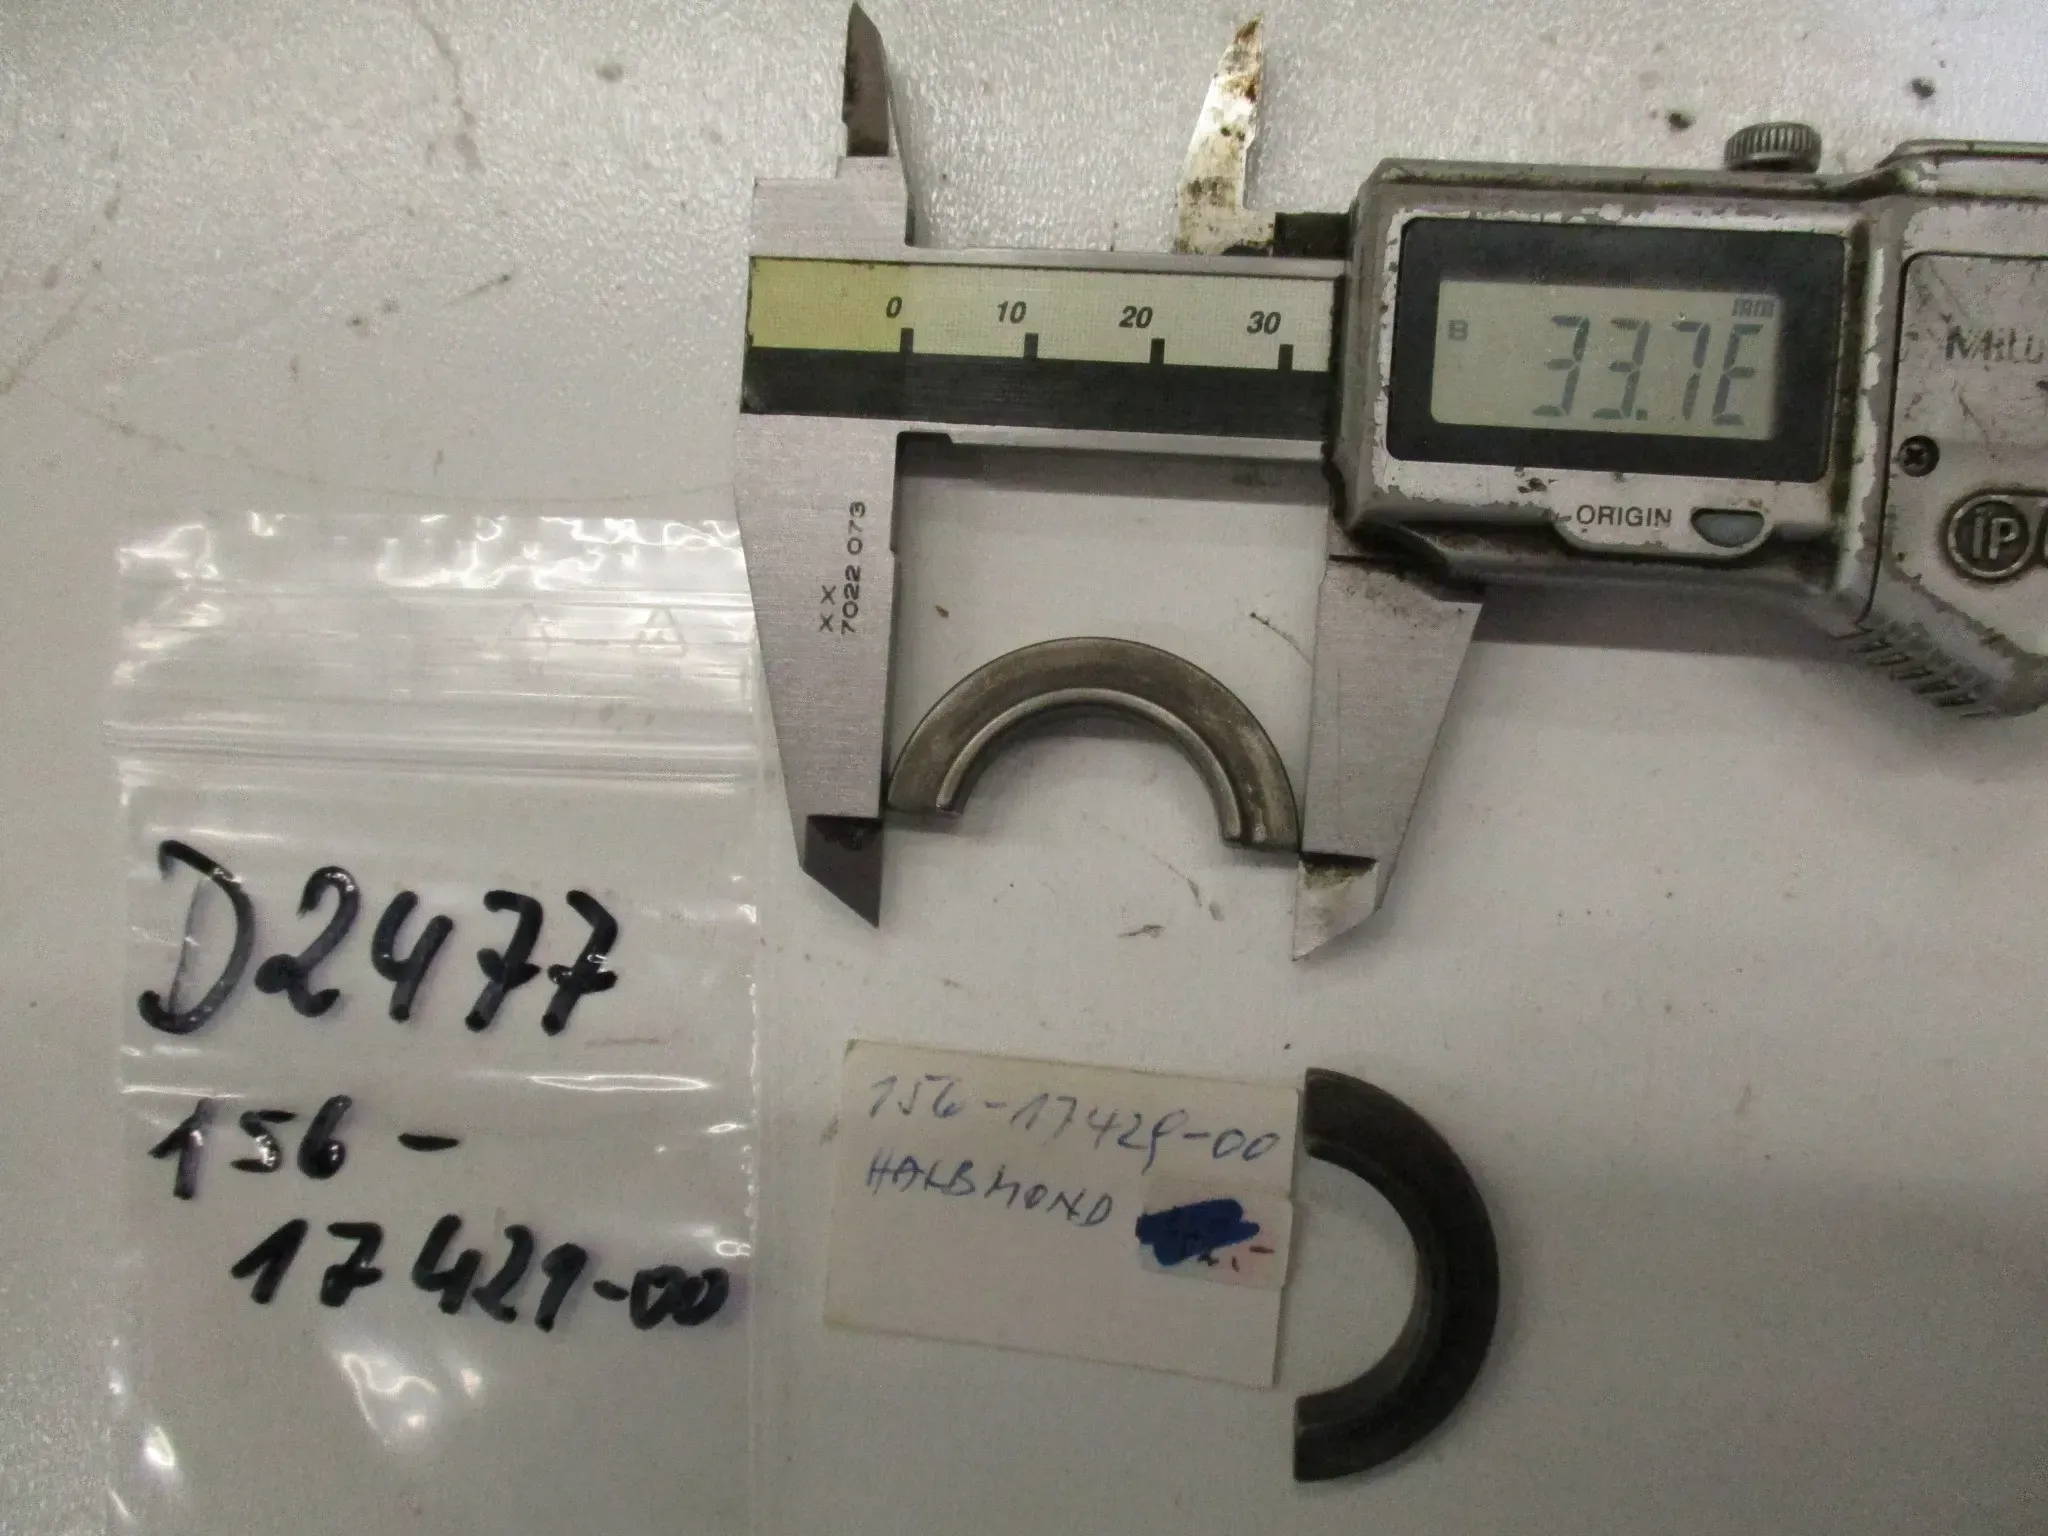 0 10 20 30
mm
B 33.7E
ORIGIN
XX
7022 073
IP
D2477
156-
17429-00
156-17429-00
HALBMOND